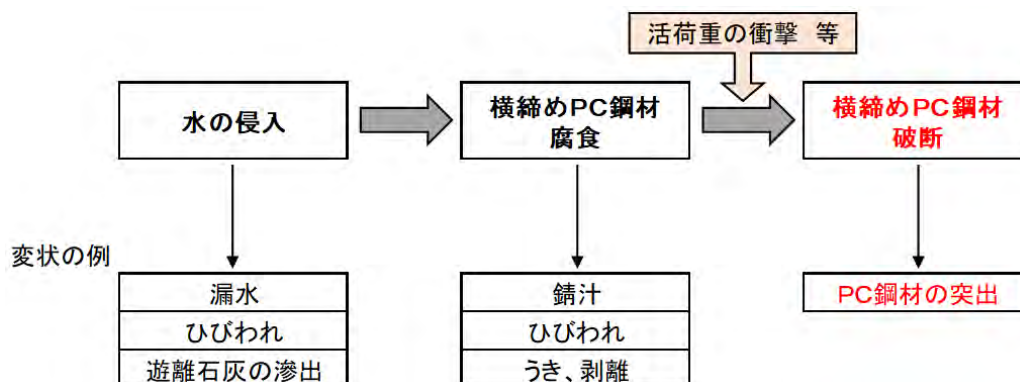 活荷重の衝撃 等
水の侵入
横締めPC鋼材
腐食
横締めPC鋼材
破断
変状の例
漏水
ひびわれ
遊離石灰の滲出
錆汁
ひびわれ
うき、剥離
PC鋼材の突出